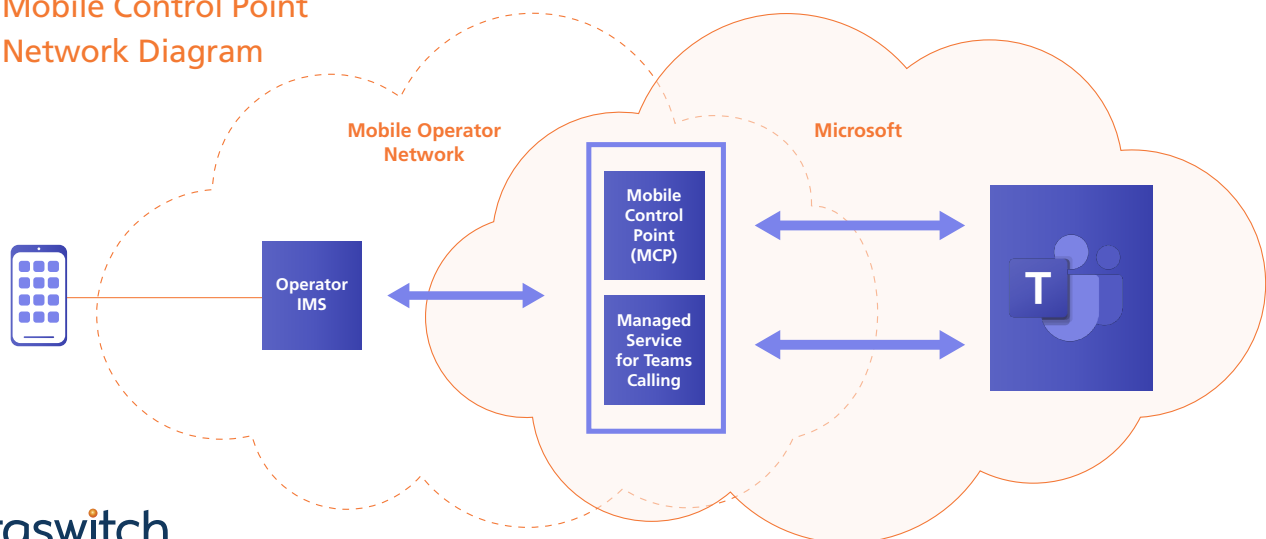 Mobile Control Point
Network Diagram
Mobile Operator
Network
Microsoft
Mobile
Control
Point
(MCP)
Operator
IMS
Managed
Service
for Teams
Calling
T